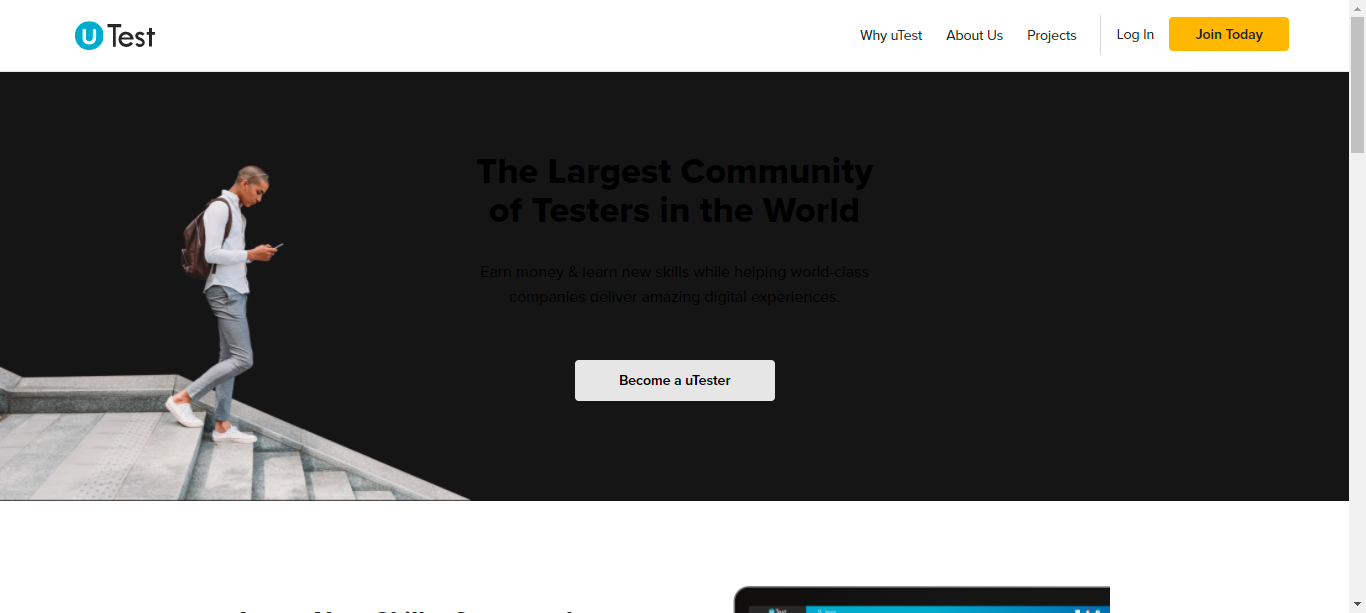 uTest
Why uTest
About Us
Projects
Log In
Join Today
The Largest Community
of Testers in the World
Earn money & learn new skills while helping world-class
companies deliver amazing digital experiences.
Become a uTester